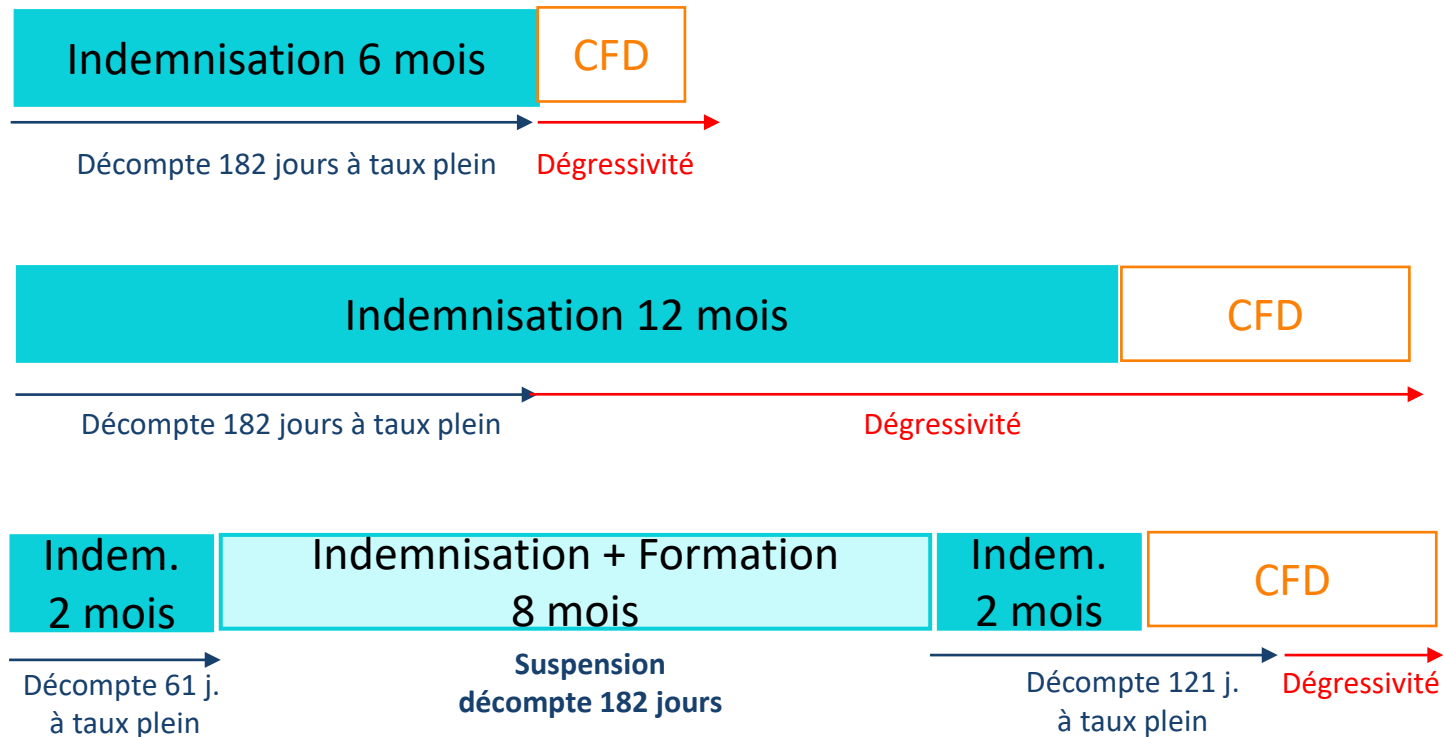 Indemnisation 6 mois
CFD
Décompte 182 jours à taux plein
Dégressivité
Indemnisation 12 mois
CFD
Décompte 182 jours à taux plein
Dégressivité
Indem.
2 mois
Indemnisation + Formation
8 mois
Indem.
2 mois
CFD
Décompte 61 j.
à taux plein
Suspension
décompte 182 jours
Décompte 121 j.
à taux plein
Dégressivité